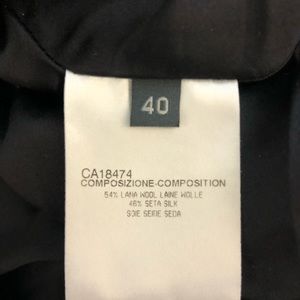 40
CA18474
COMPOSIZIONE-COMPOSITION
54% LANA WOOL LAINE WOLLE
46% SETA SILK
SOIE SEIDE SEDA